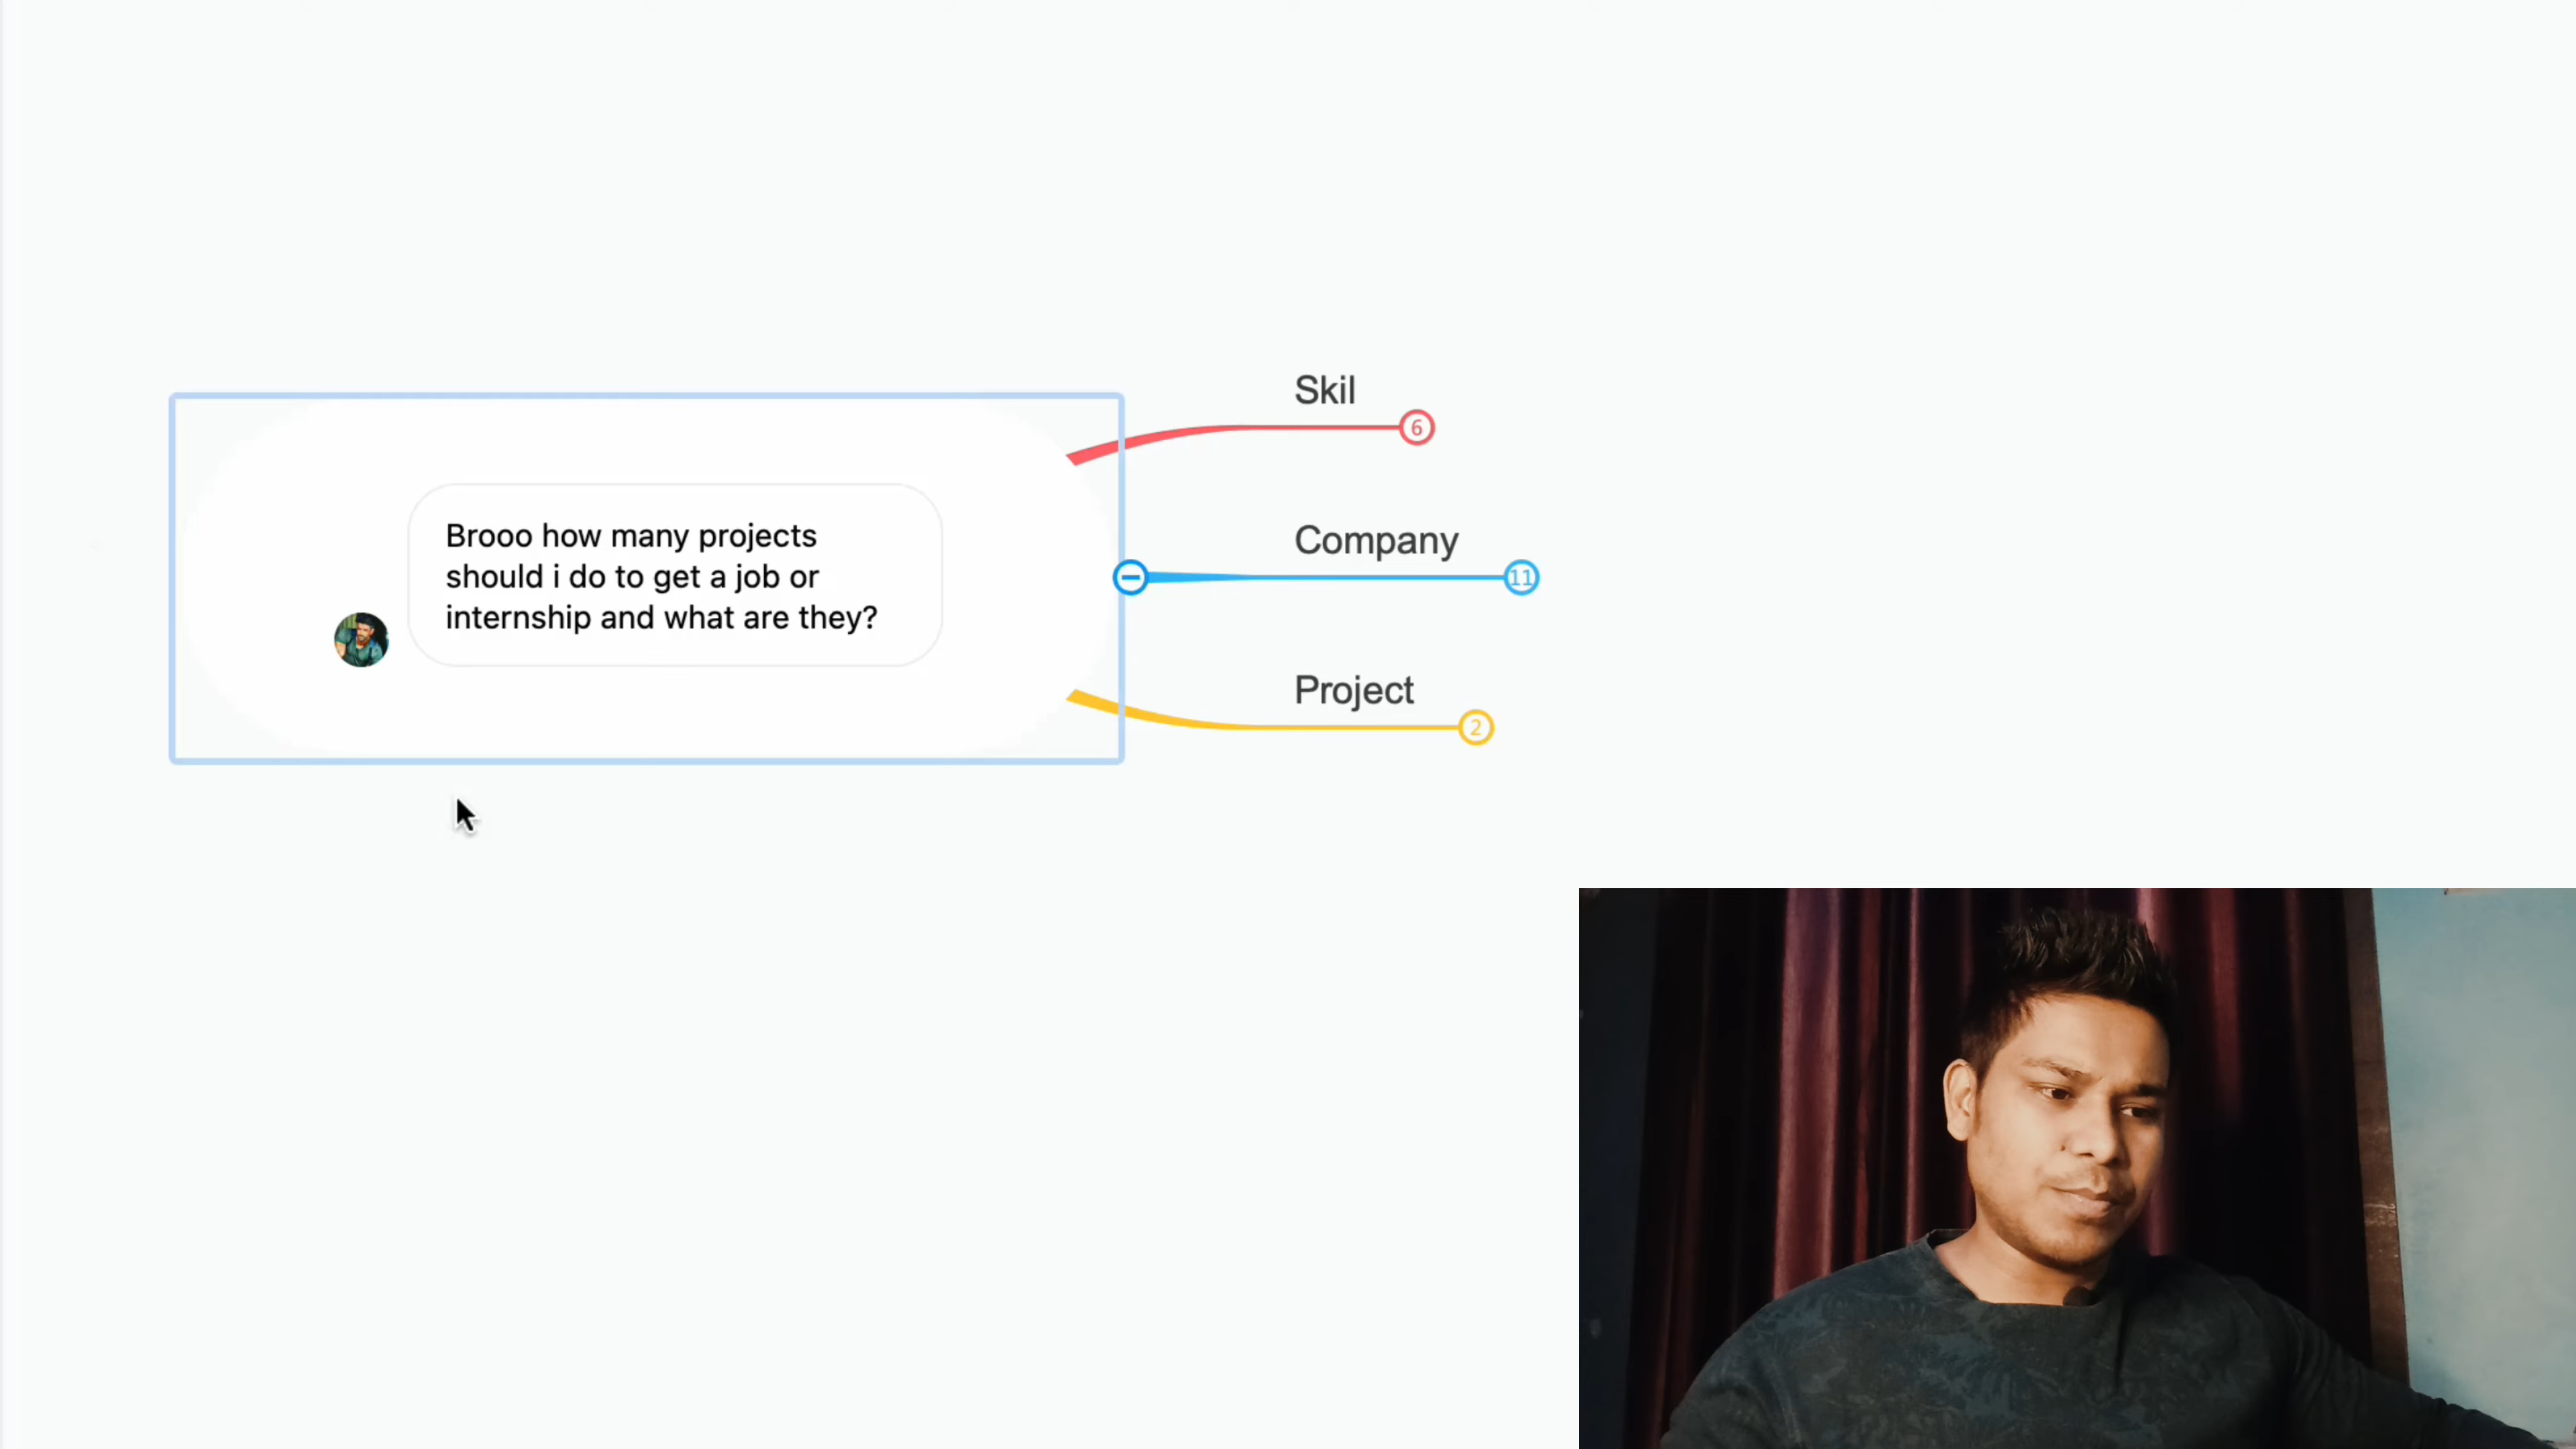 Skil
6
Brooo how many projects
should i do to get a job or
internship and what are they?
Company
11
Project
2